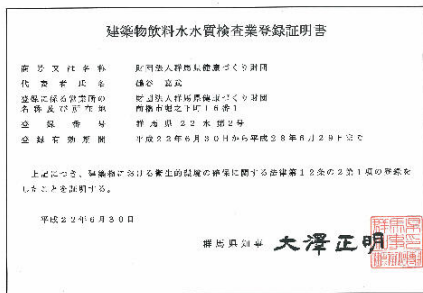 建築物飲料水水質検査業登録証明書
商号又は名称 財団法人群馬県健康づくり財団
代表者氏名
登録に係る営業所の 財団法人群馬県健康づくり財団
名称及び所在地 前橋市堀之下町16番1
登録番号 群馬県22水第2号
登録有効期間 平成22年6月30日から平成28年6月29日まで
上記につき、建築物における衛生的環境の確保に関する法律第12条の2第1項の登録を
したことを証明する。
平成22年6月30日
群馬県知事 大澤正明